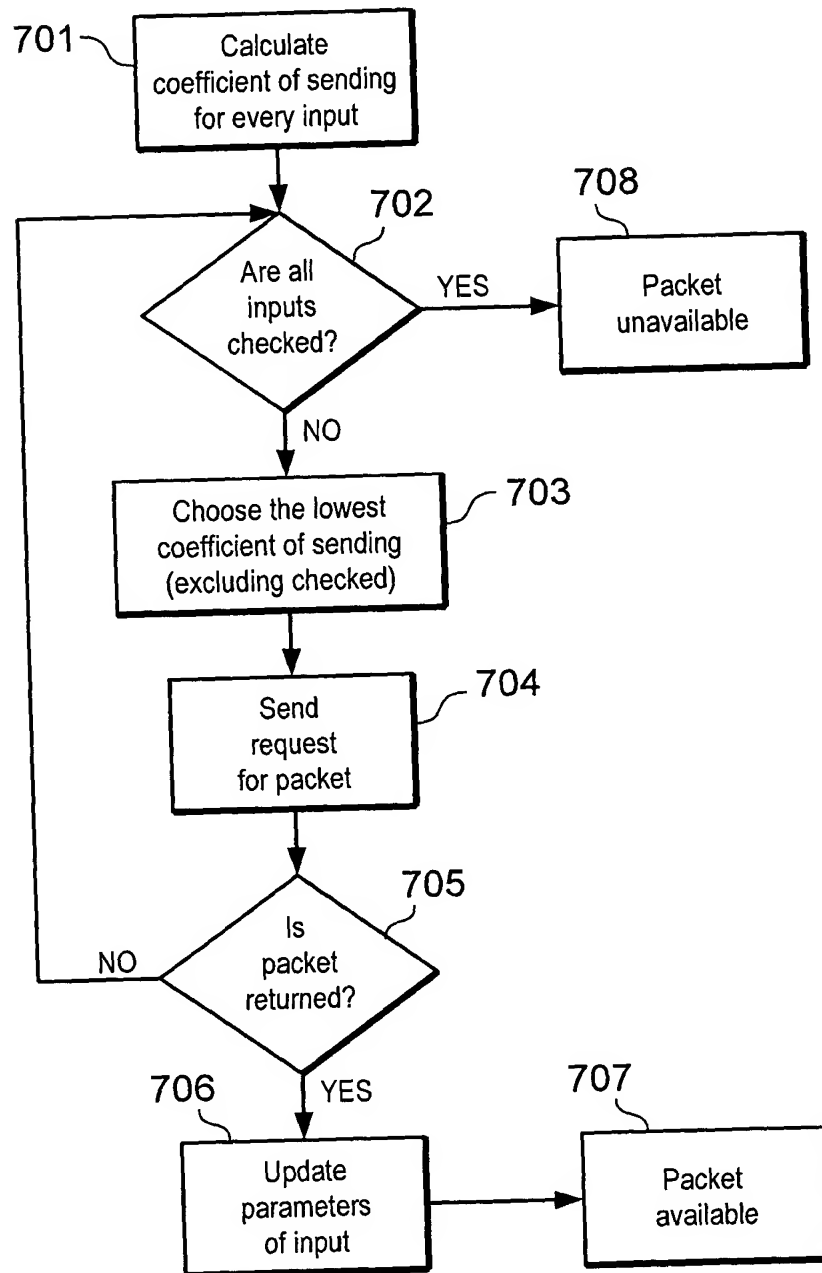 701
Calculate
coefficient of sending
for every input
702
Are all
inputs
checked?
YES
708
Packet
unavailable
NO
703
Choose the lowest
coefficient of sending
(excluding checked)
704
Send
request
for packet
705
Is
packet
returned?
NO
YES
706
Update
parameters
of input
707
Packet
available